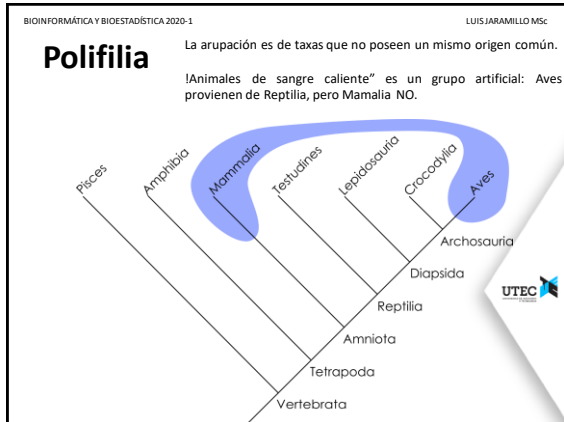 BIOINFORMÁTICA Y BIOESTADÍSTICA 2020-1
LUIS JARAMILLO MSc
Polifilia
La arupación es de taxas que no poseen un mismo origen común.
!Animales de sangre caliente” es un grupo artificial: Aves
provienen de Reptilia, pero Mamalia NO.
Pisces
Amphibia
Mammalia
Testudines
Lepidosauria
Crocodylia
Aves
Archosauria
Diapsida
UTEC
Reptilia
Amniota
Tetrapoda
Vertebrata